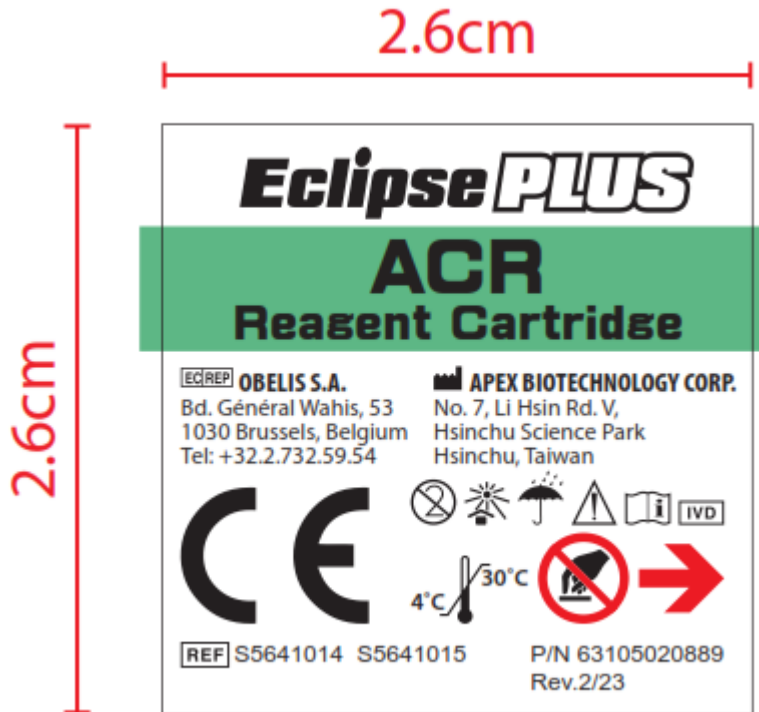 2.6cm
2.6cm
Eclipse PLUS
ACR
Reagent Cartridge
EC REP OBELIS S.A.
Bd. Général Wahis, 53
1030 Brussels, Belgium
Tel: +32.2.732.59.54
APEX BIOTECHNOLOGY CORP.
No. 7, Li Hsin Rd. V,
Hsinchu Science Park
Hsinchu, Taiwan
CE
2
i
IVD
4°C
30°C
REF S5641014 S5641015
P/N 63105020889
Rev.2/23